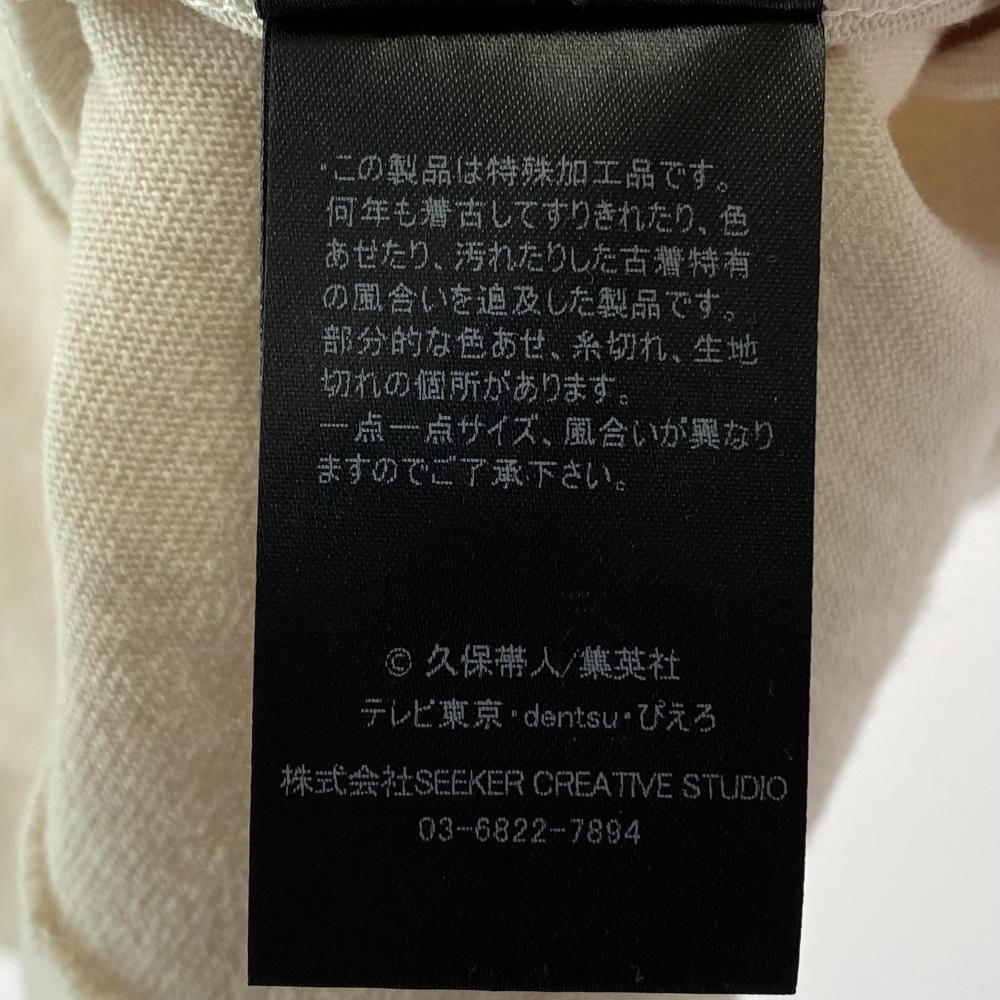 ・この製品は特殊加工品です。
何年も着古してすりきれたり、色
あせたり、汚れたりした古着特有
の風合いを追及した製品です。
部分的な色あせ、糸切れ、生地
切れの個所があります。
一点一点サイズ、風合いが異なり
ますのでご了承下さい。
© 久保帯人/集英社
テレビ東京・dentsu・ぴえろ
株式会社SEEKER CREATIVE STUDIO
03-6822-7894